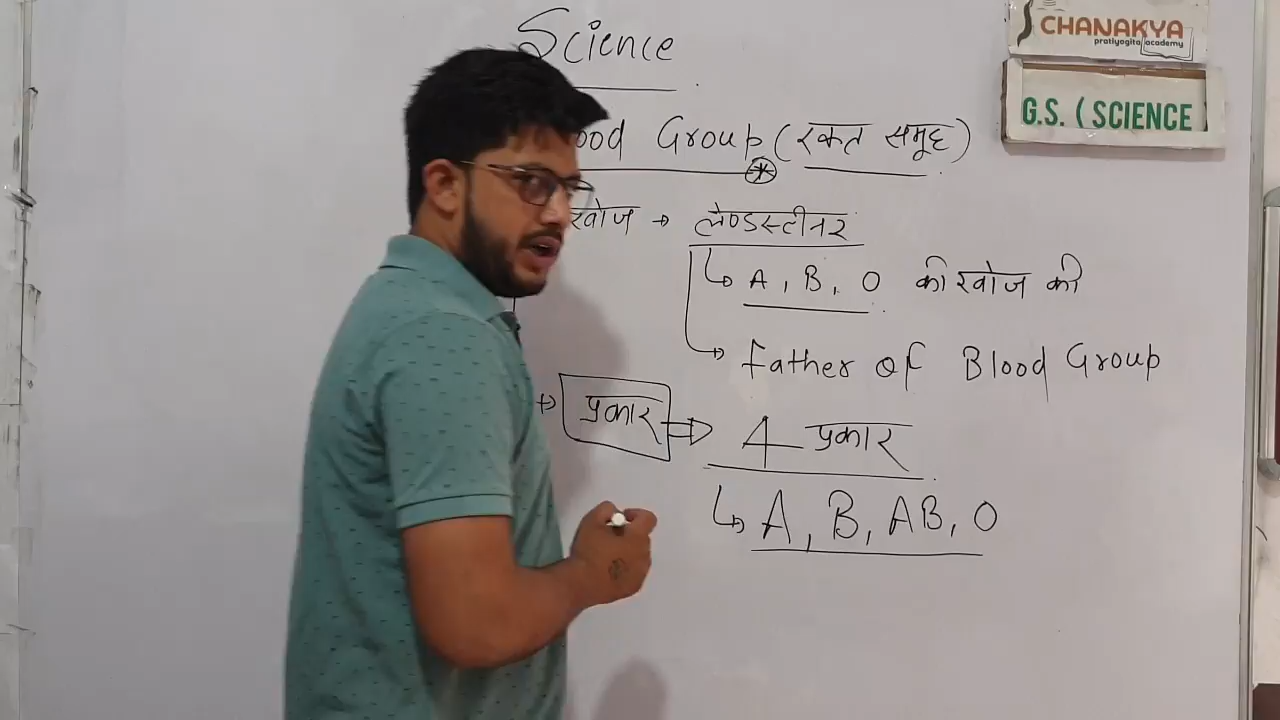 Science
CHANAKYA
pratiyogita academy
G.S. ( SCIENCE
ood Group (रक्त समूह)
खोज → लैण्डस्टीनर
↳ A, B, O की खोज की
↳ Father of Blood Group
→ प्रकार ⇒ 4 प्रकार
↳ A, B, AB, O